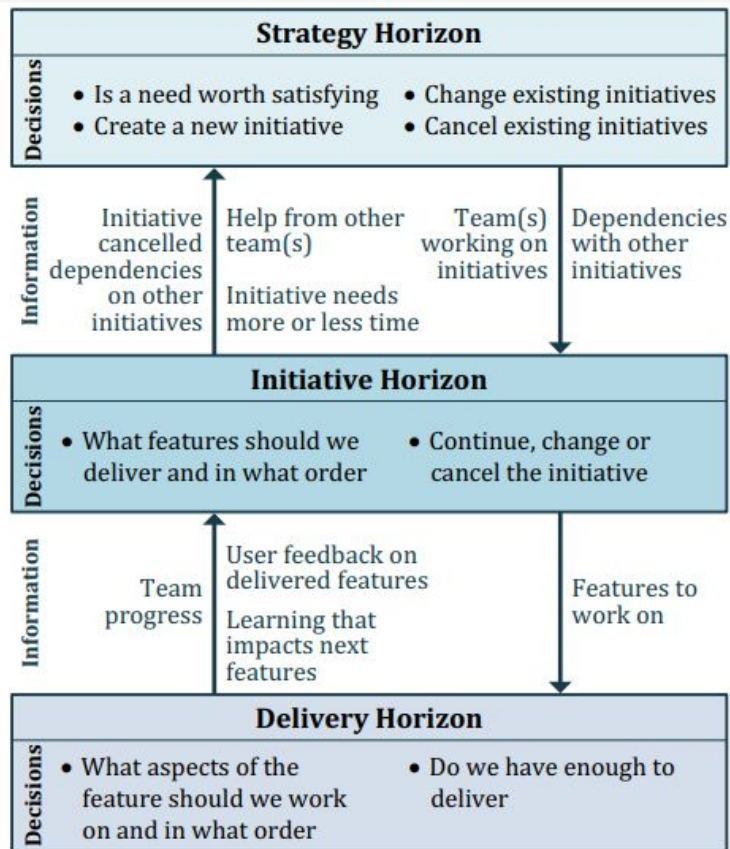 Strategy Horizon
Decisions
• Is a need worth satisfying
• Create a new initiative
• Change existing initiatives
• Cancel existing initiatives
Information
Initiative
cancelled
dependencies
on other
initiatives
Help from other
team(s)
Initiative needs
more or less time
Team(s)
working on
initiatives
Dependencies
with other
initiatives
Initiative Horizon
Decisions
• What features should we
deliver and in what order
• Continue, change or
cancel the initiative
Information
Team
progress
User feedback on
delivered features
Learning that
impacts next
features
Features to
work on
Delivery Horizon
Decisions
• What aspects of the
feature should we work
on and in what order
• Do we have enough to
deliver